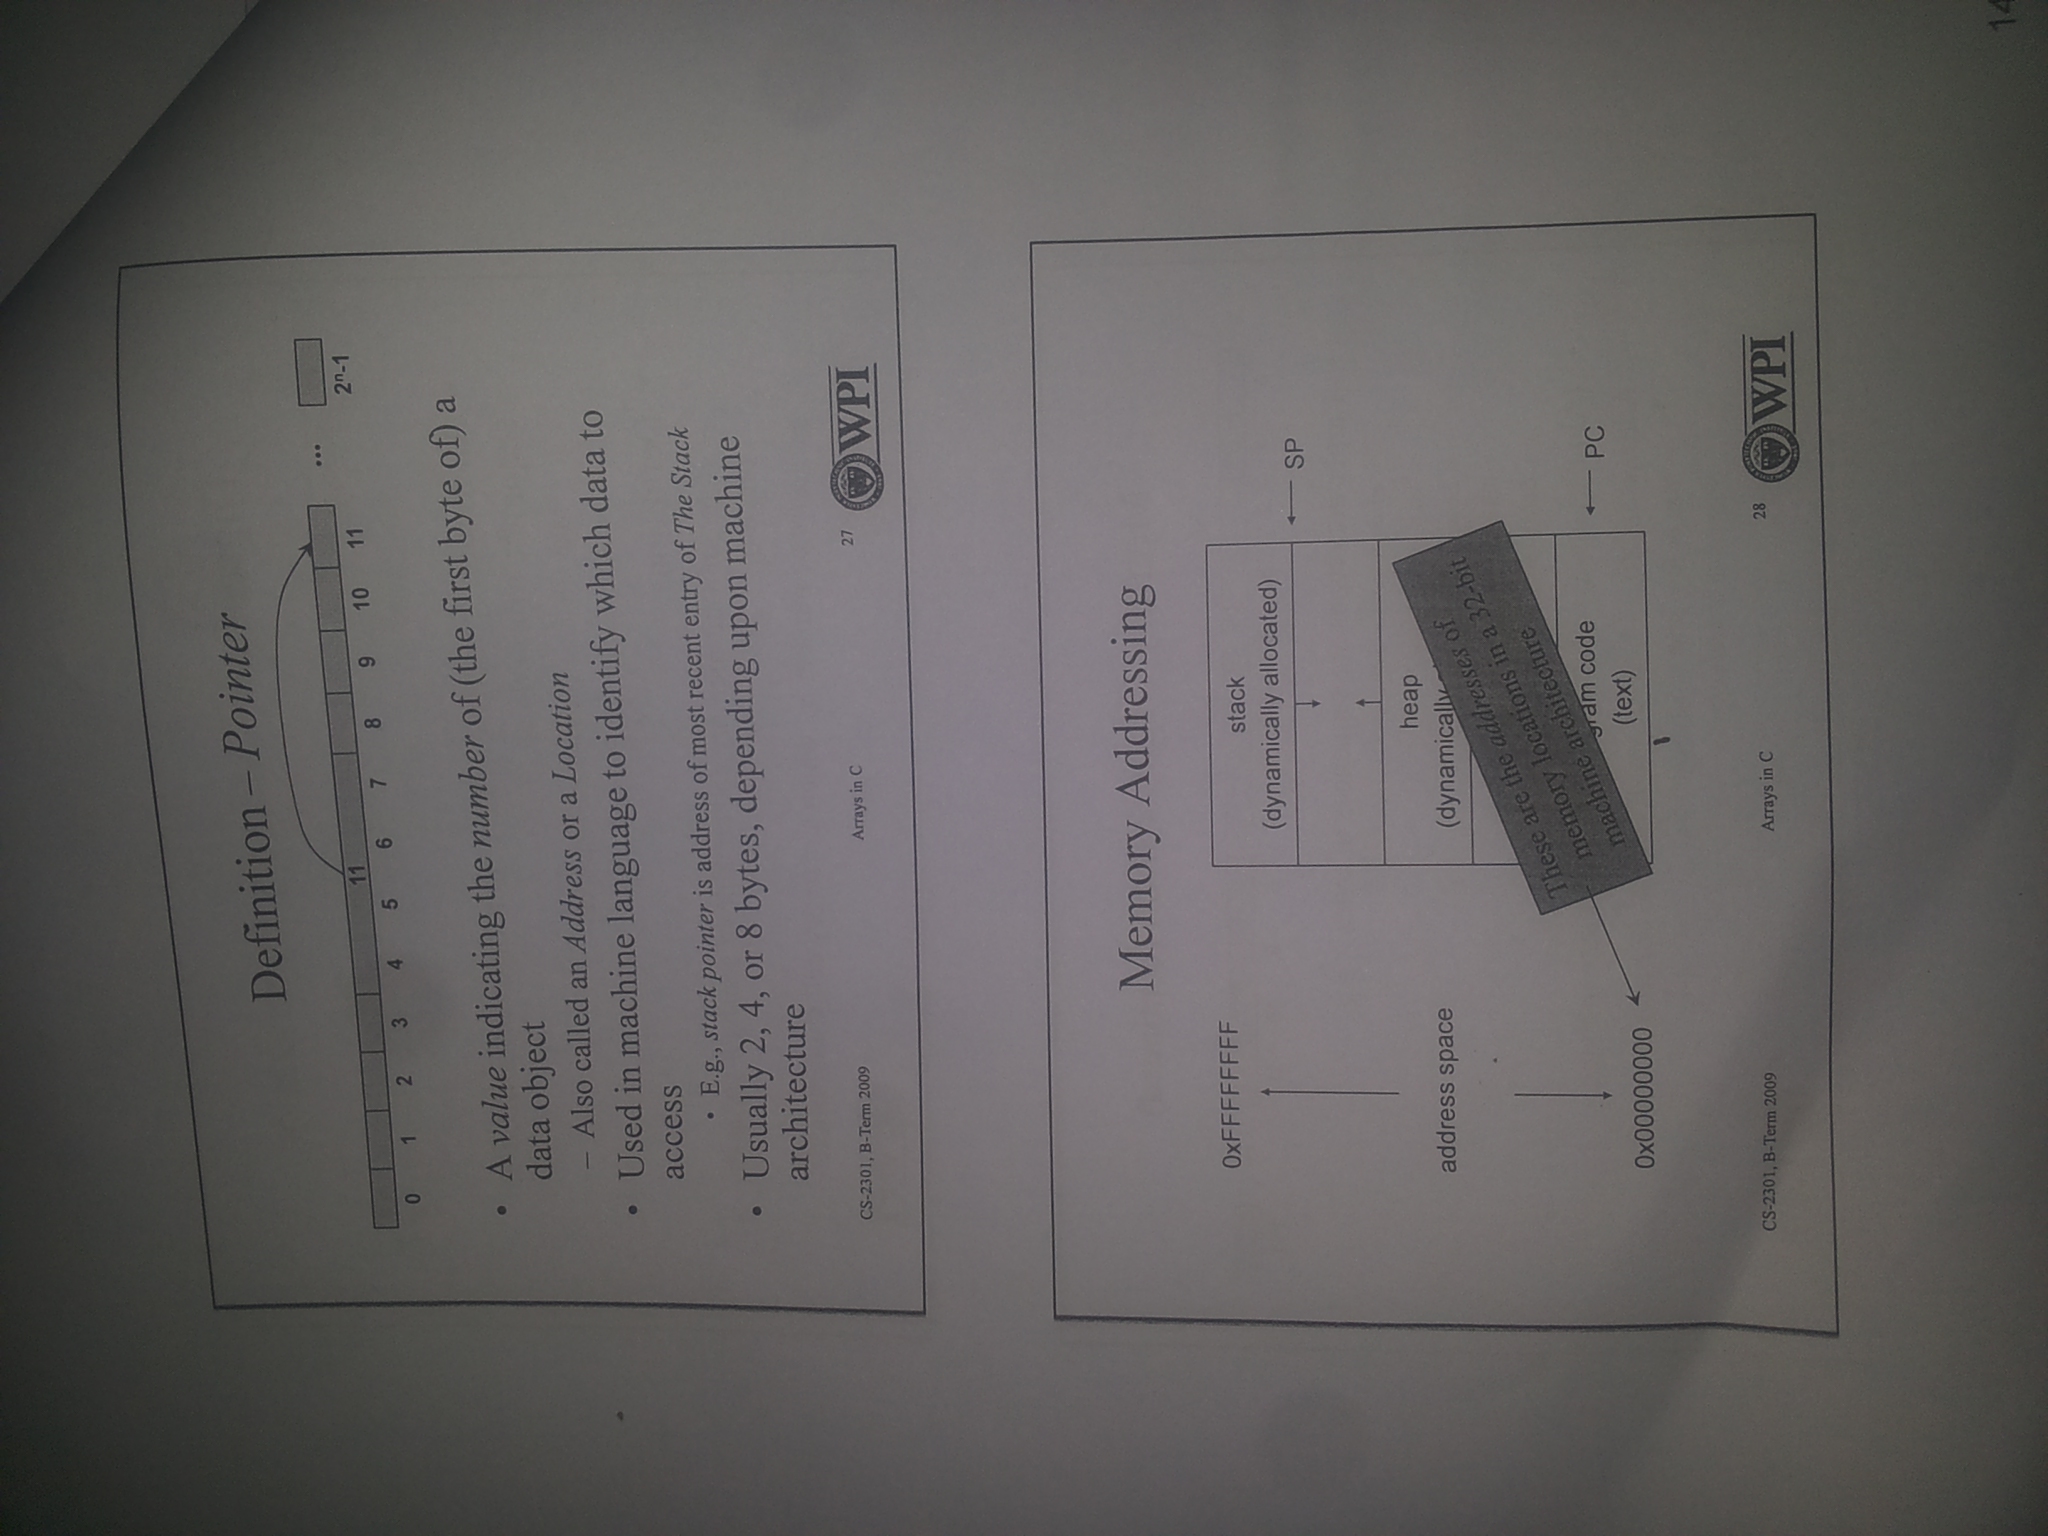 Definition – Pointer
11
0 1 2 3 4 5 6 7 8 9 10 11 ... 2ⁿ-1
• A value indicating the number of (the first byte of) a
data object
– Also called an Address or a Location
• Used in machine language to identify which data to
access
• E.g., stack pointer is address of most recent entry of The Stack
• Usually 2, 4, or 8 bytes, depending upon machine
architecture
CS-2301, B-Term 2009 Arrays in C 27 WPI
Memory Addressing
0xFFFFFFFF
address space
0x00000000
stack
(dynamically allocated)
SP
heap
(dynamically
These are the addresses of
memory locations in a 32-bit
machine architecture
gram code
(text)
PC
CS-2301, B-Term 2009 Arrays in C 28 WPI
14